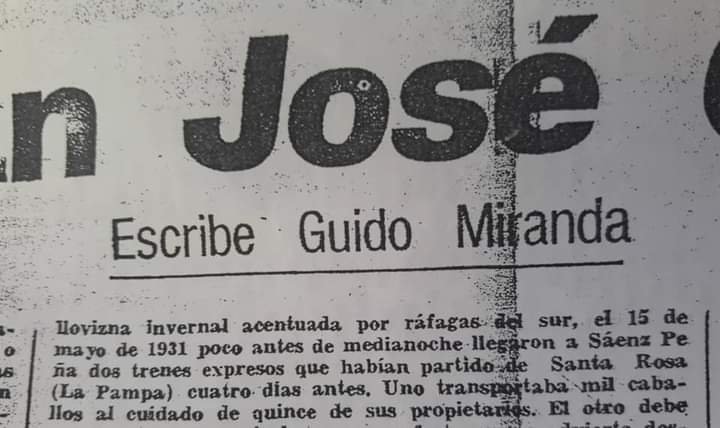 n José
Escribe Guido Miranda
llovizna invernal acentuada por ráfagas del sur, el 15 de
mayo de 1931 poco antes de medianoche llegaron a Sáenz Pe
ña dos trenes expresos que habían partido de Santa Rosa
(La Pampa) cuatro días antes. Uno transportaba mil caba-
llos al cuidado de quince de sus propietarios. El otro debe